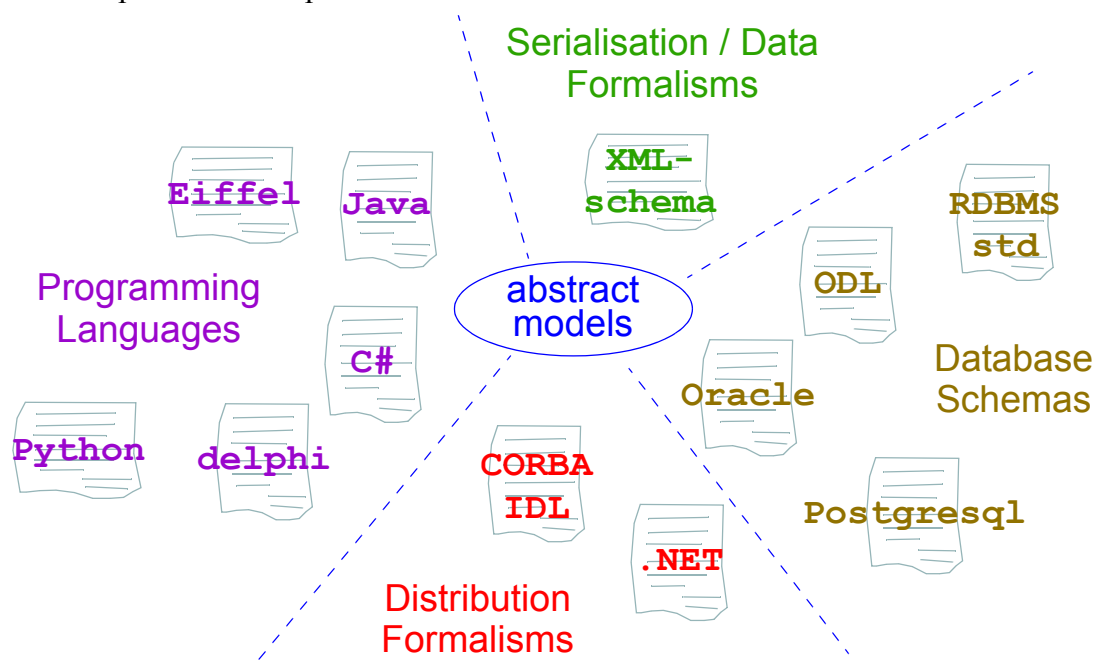 Serialisation / Data
Formalisms
XML-
schema
Eiffel
Java
RDBMS
std
ODL
abstract
models
Programming
Languages
C#
Oracle
Database
Schemas
Python
delphi
CORBA
IDL
Postgresql
.NET
Distribution
Formalisms